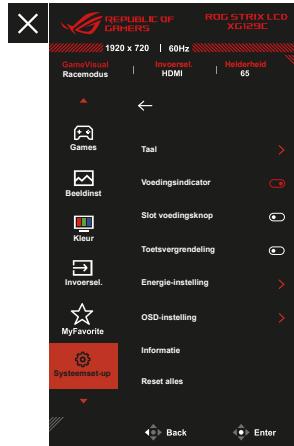 REPUBLIC OF
GAMERS
ROG STRIX LCD
XG129C
1920 x 720 | 60Hz
GameVisual
Racemodus
Invoersel.
HDMI
Helderheid
65
Games
Beeldinst
Kleur
Invoersel.
MyFavorite
Systeemset-up
Taal
Voedingsindicator
Slot voedingsknop
Toetsvergrendeling
Energie-instelling
OSD-instelling
Informatie
Reset alles
Back
Enter